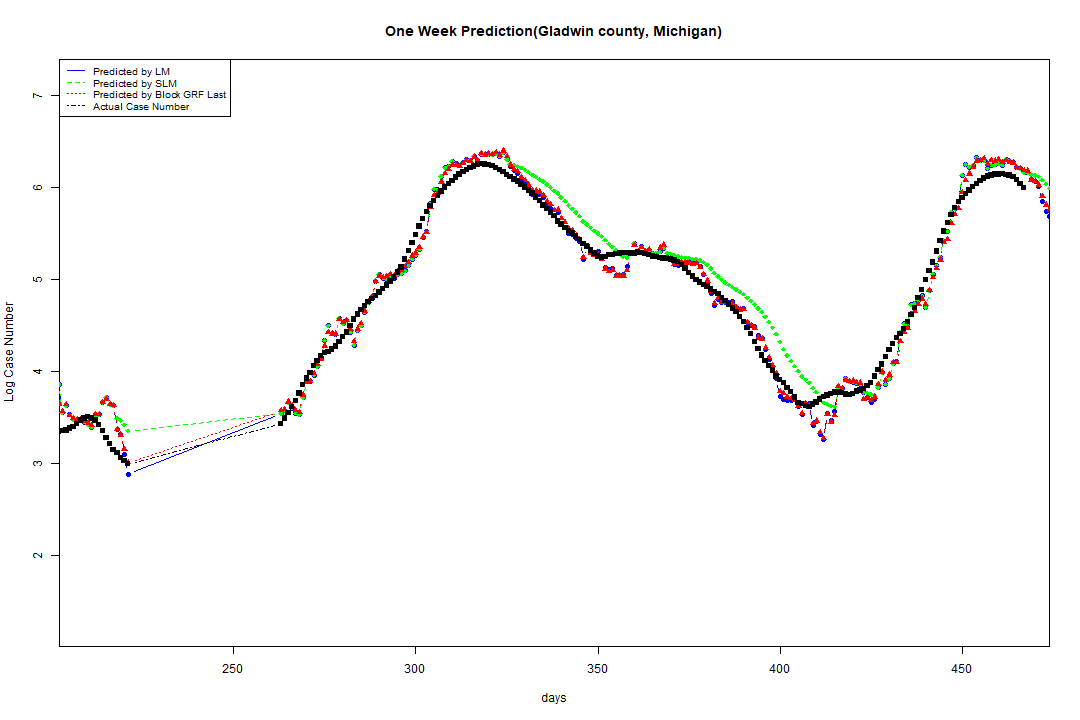 One Week Prediction(Gladwin county, Michigan)
Predicted by LM
Predicted by SLM
Predicted by Block GRF Last
Actual Case Number
7
6
5
4
3
2
Log Case Number
250
300
350
400
450
days